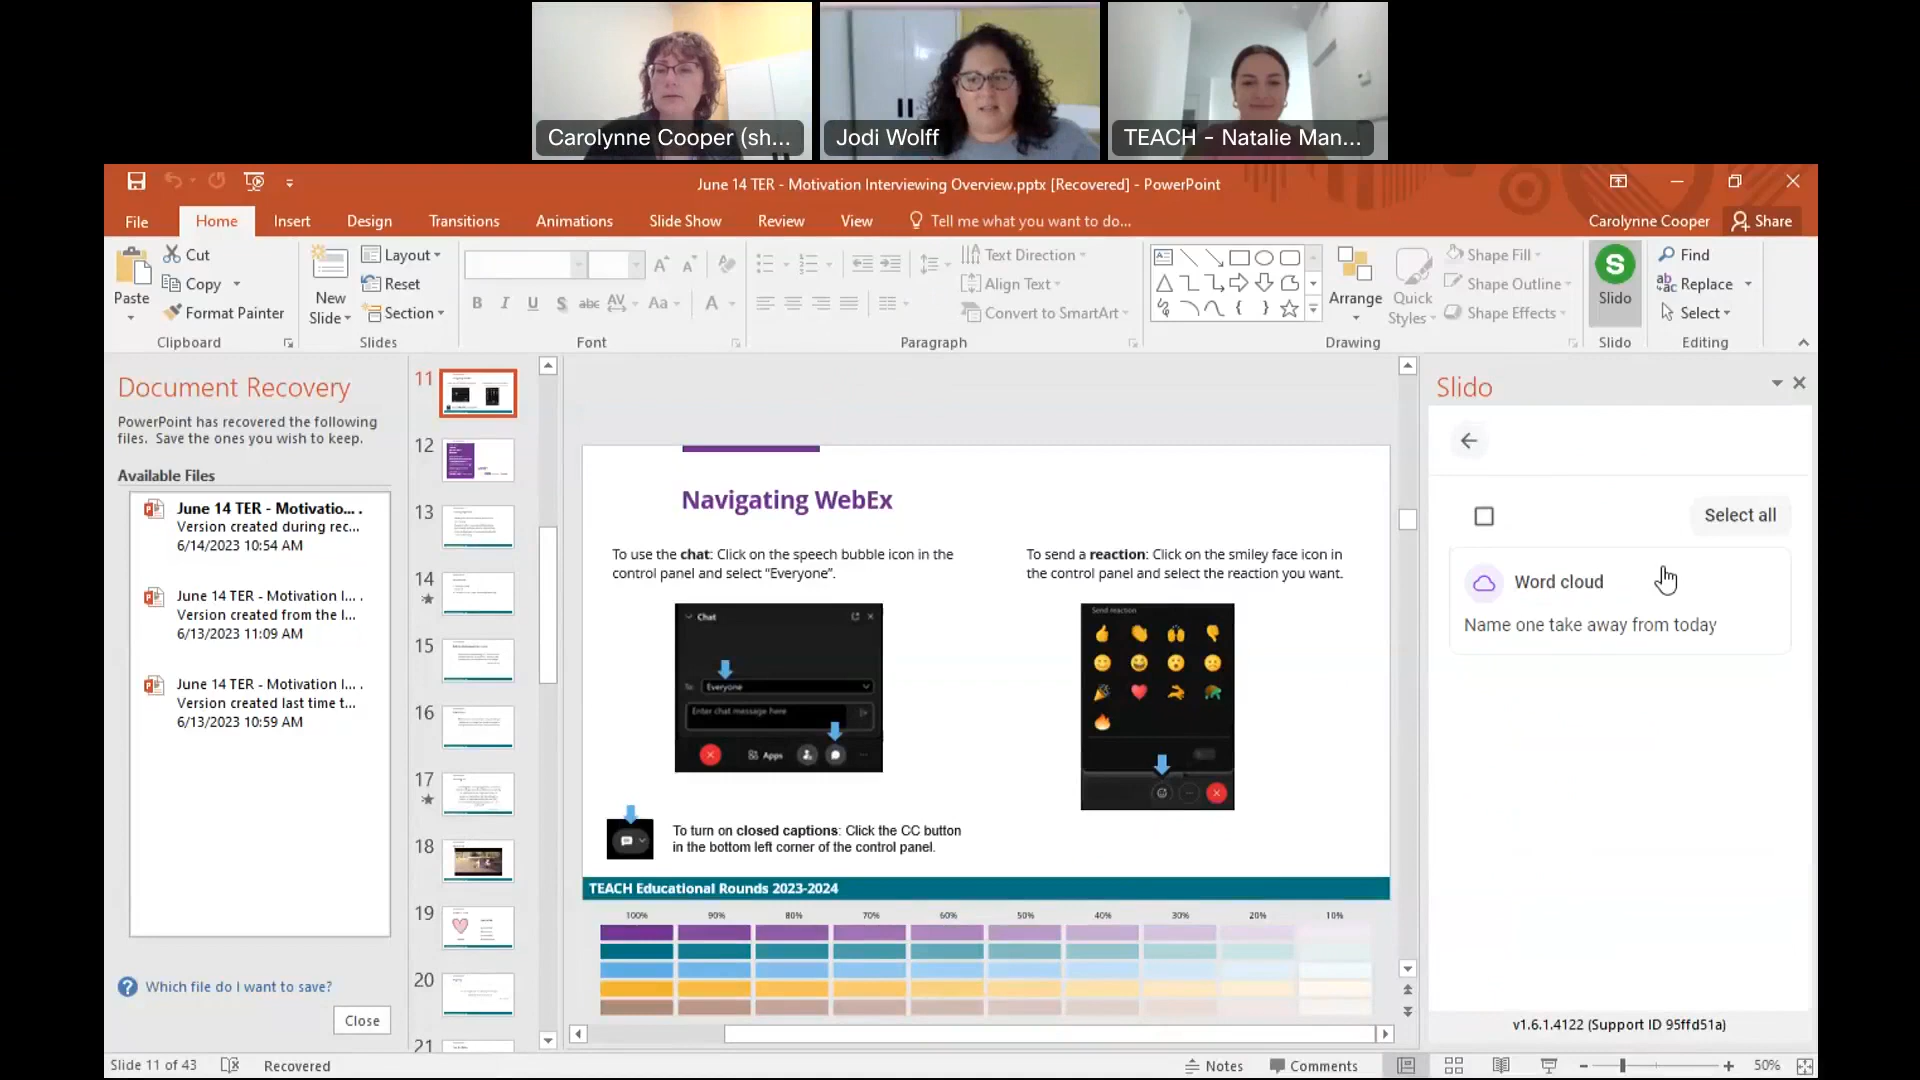 Carolynne Cooper (sh...
Jodi Wolff
TEACH - Natalie Man...
June 14 TER - Motivation Interviewing Overview.pptx [Recovered] - PowerPoint
File
Home
Insert
Design
Transitions
Animations
Slide Show
Review
View
Tell me what you want to do...
Carolynne Cooper
Share
Paste
Cut
Copy
Format Painter
Clipboard
New
Slide
Layout
Reset
Section
Slides
B I U S abc AV Aa A
Font
Text Direction
Align Text
Convert to SmartArt
Paragraph
Arrange
Quick
Styles
Shape Fill
Shape Outline
Shape Effects
Drawing
S
Slido
Slido
Find
Replace
Select
Editing
Document Recovery
PowerPoint has recovered the following
files. Save the ones you wish to keep.
Available Files
June 14 TER - Motivatio... .
Version created during rec...
6/14/2023 10:54 AM
June 14 TER - Motivation I... .
Version created from the l...
6/13/2023 11:09 AM
June 14 TER - Motivation I... .
Version created last time t...
6/13/2023 10:59 AM
Which file do I want to save?
Close
11
12
13
14
15
16
17
18
19
20
21
Navigating WebEx
To use the chat: Click on the speech bubble icon in the
control panel and select “Everyone”.
Chat
To:
Everyone
Enter chat message here
Apps
To send a reaction: Click on the smiley face icon in
the control panel and select the reaction you want.
Send reaction
To turn on closed captions: Click the CC button
in the bottom left corner of the control panel.
TEACH Educational Rounds 2023-2024
100% 90% 80% 70% 60% 50% 40% 30% 20% 10%
Slido
Select all
Word cloud
Name one take away from today
v1.6.1.4122 (Support ID 95ffd51a)
Slide 11 of 43
Recovered
Notes
Comments
50%